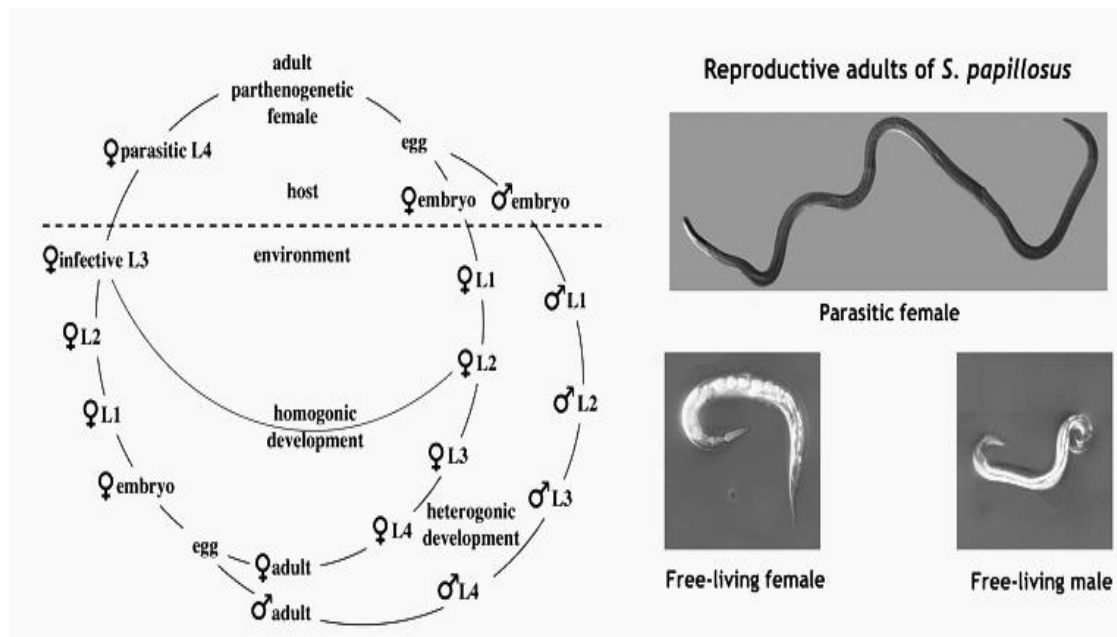 adult
parthenogenetic
female
♀parasitic L4
egg
host
♀embryo
♂embryo
♀infective L3
environment
♀L1
♂L1
♀L2
♀L2
♂L2
♀L1
homogonic
development
♀L3
♀embryo
♂L3
♀L4
heterogonic
development
egg
♀adult
♂L4
♂adult
Reproductive adults of S. papillosus
Parasitic female
Free-living female
Free-living male